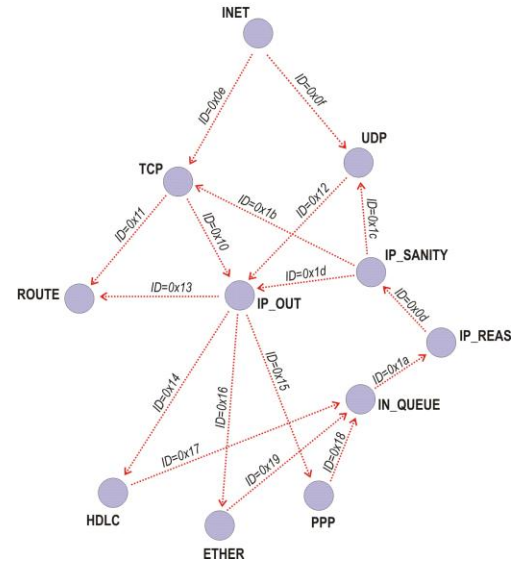 INET
ID=0x0e
ID=0x0f
UDP
TCP
ID=0x12
ID=0x1b
ID=0x1c
ID=0x11
ID=0x10
IP_SANITY
ID=0x1d
ROUTE
ID=0x13
IP_OUT
ID=0x0d
IP_REAS
ID=0x14
ID=0x16
ID=0x15
ID=0x1a
IN_QUEUE
ID=0x17
ID=0x19
ID=0x18
HDLC
ETHER
PPP